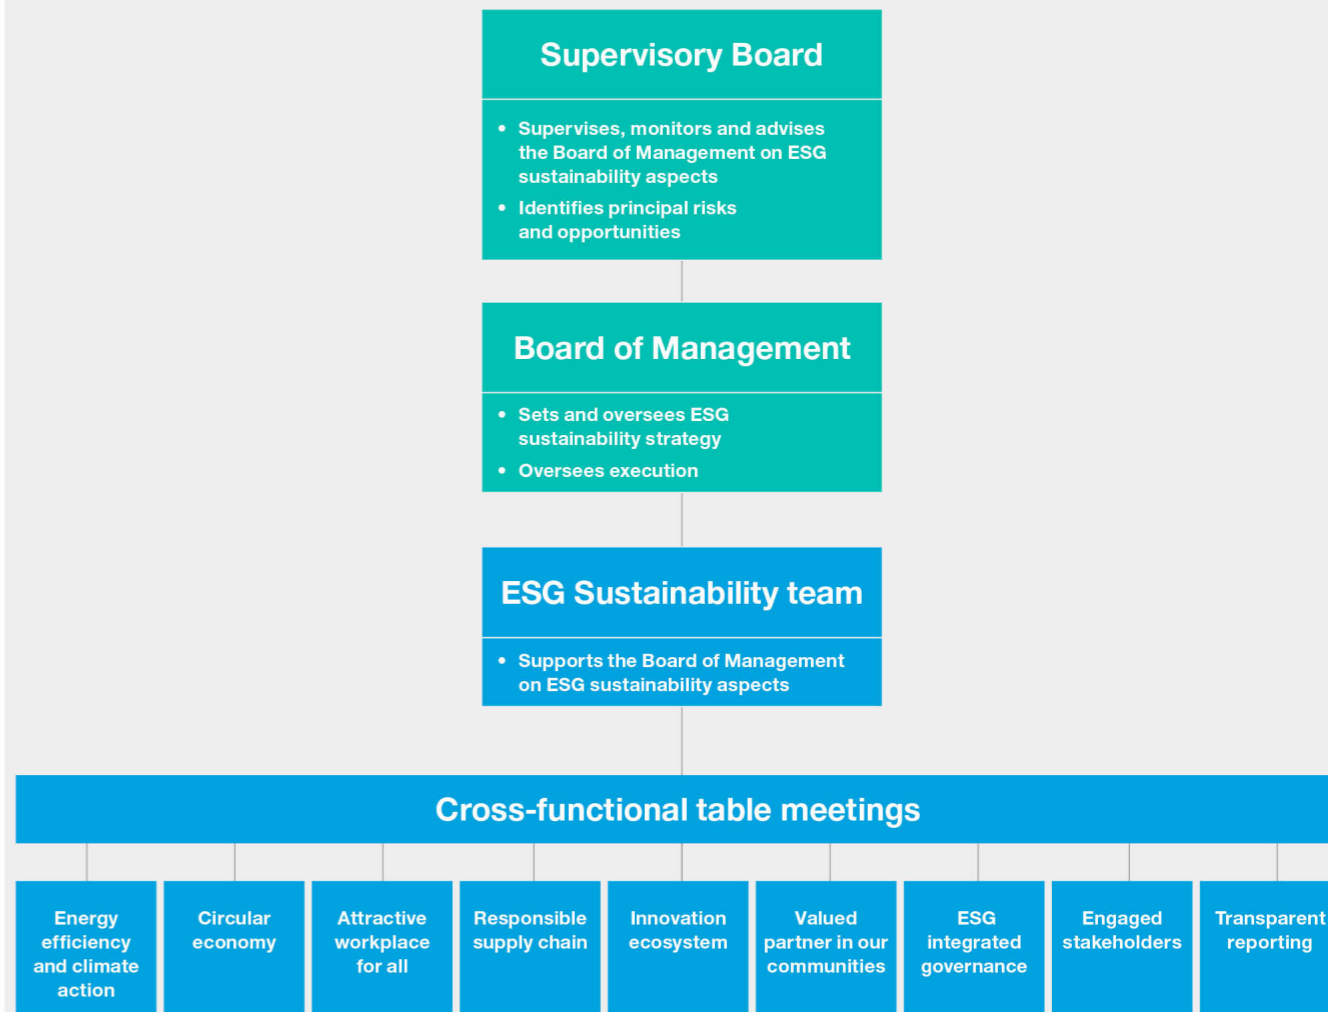 Supervisory Board
• Supervises, monitors and advises
the Board of Management on ESG
sustainability aspects
• Identifies principal risks
and opportunities
Board of Management
• Sets and oversees ESG
sustainability strategy
• Oversees execution
ESG Sustainability team
• Supports the Board of Management
on ESG sustainability aspects
Cross-functional table meetings
Energy
efficiency
and climate
action
Circular
economy
Attractive
workplace
for all
Responsible
supply chain
Innovation
ecosystem
Valued
partner in our
communities
ESG
integrated
governance
Engaged
stakeholders
Transparent
reporting